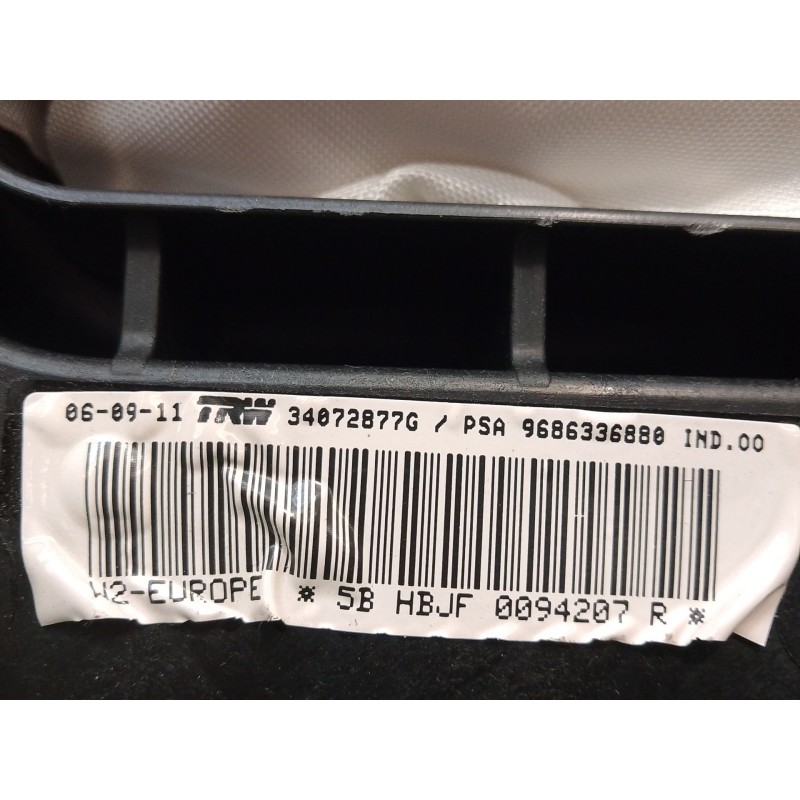 06-09-11 TRW 34072877G / PSA 9686336880 IND.00
W2-EUROPE * 5B HBJF 0094207 R *